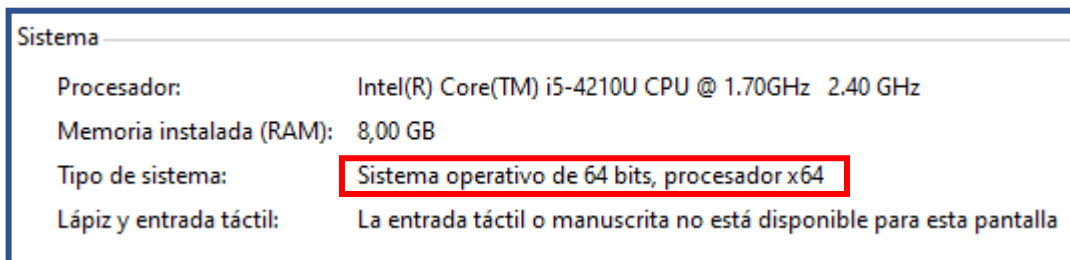 Sistema
Procesador: Intel(R) Core(TM) i5-4210U CPU @ 1.70GHz 2.40 GHz
Memoria instalada (RAM): 8,00 GB
Tipo de sistema: Sistema operativo de 64 bits, procesador x64
Lápiz y entrada táctil: La entrada táctil o manuscrita no está disponible para esta pantalla